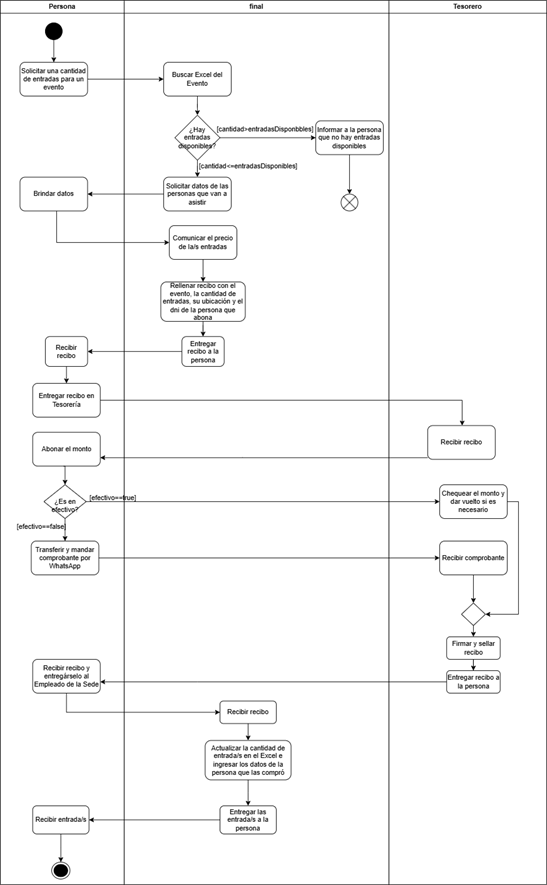 Persona
final
Tesorero
Solicitar una cantidad
de entradas para un
evento
Buscar Excel del
Evento
¿Hay
entradas
disponibles?
[cantidad>entradasDisponbbles]
Informar a la persona
que no hay entradas
disponibles
[cantidad<=entradasDisponibles]
Brindar datos
Solicitar datos de las
personas que van a
asistir
Comunicar el precio
de la/s entradas
Rellenar recibo con el
evento, la cantidad de
entradas, su ubicación y el
dni de la persona que
abona
Recibir
recibo
Entregar
recibo a la
persona
Entregar recibo en
Tesorería
Recibir recibo
Abonar el monto
¿Es en
efectivo?
[efectivo==true]
Chequear el monto y
dar vuelto si es
necesario
[efectivo==false]
Transferir y mandar
comprobante por
WhatsApp
Recibir comprobante
Firmar y sellar
recibo
Recibir recibo y
entregárselo al
Empleado de la Sede
Entregar recibo a
la persona
Recibir recibo
Actualizar la cantidad de
entrada/s en el Excel e
ingresar los datos de la
persona que las compró
Recibir entrada/s
Entregar las
entrada/s a la
persona